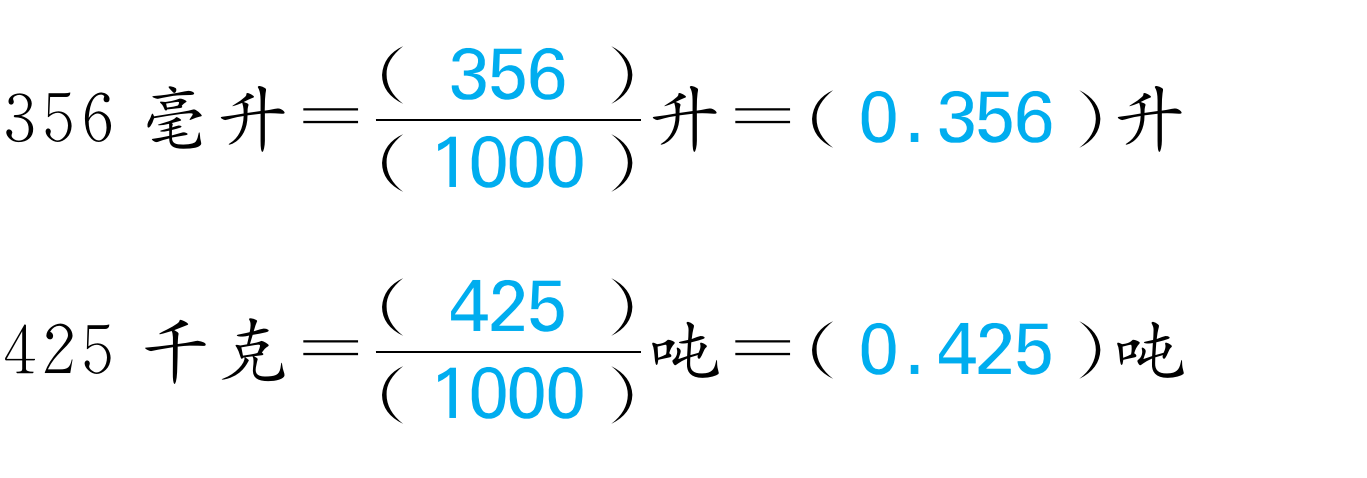 356 毫升=( 356 )/( 1000 )升=( 0.356 )升
425 千克=( 425 )/( 1000 )吨=( 0.425 )吨